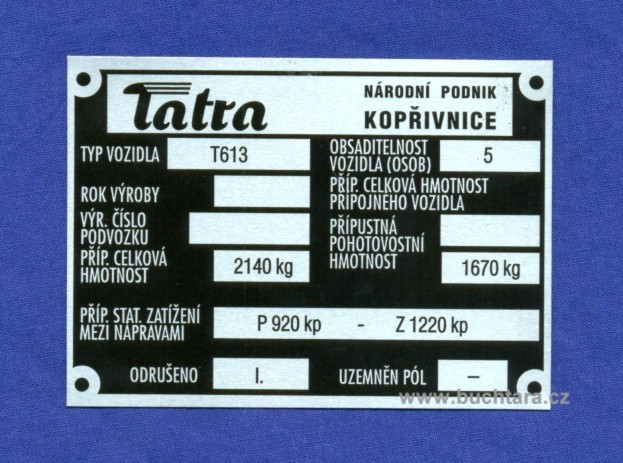 Tatra
NÁRODNÍ PODNIK
KOPŘIVNICE
TYP VOZIDLA T613
OBSADITELNOST
VOZIDLA (OSOB) 5
ROK VÝROBY
PŘÍP. CELKOVÁ HMOTNOST
PŘÍPOJNÉHO VOZIDLA
VÝR. ČÍSLO
PODVOZKU
PŘÍPUSTNÁ
POHOTOVOSTNÍ
HMOTNOST 1670 kg
PŘÍP. CELKOVÁ
HMOTNOST 2140 kg
PŘÍP. STAT. ZATÍŽENÍ
MEZI NÁPRAVAMI P 920 kp - Z 1220 kp
ODRUŠENO I. UZEMNĚN PÓL –
www.buchtara.cz